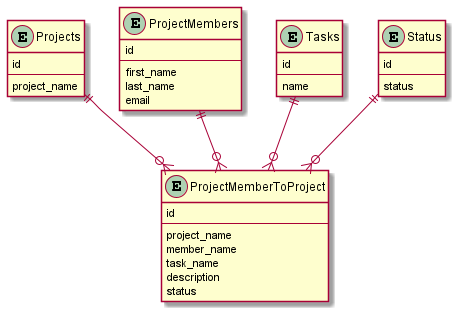 E Projects
id
project_name
E ProjectMembers
id
first_name
last_name
email
E Tasks
id
name
E Status
id
status
E ProjectMemberToProject
id
project_name
member_name
task_name
description
status